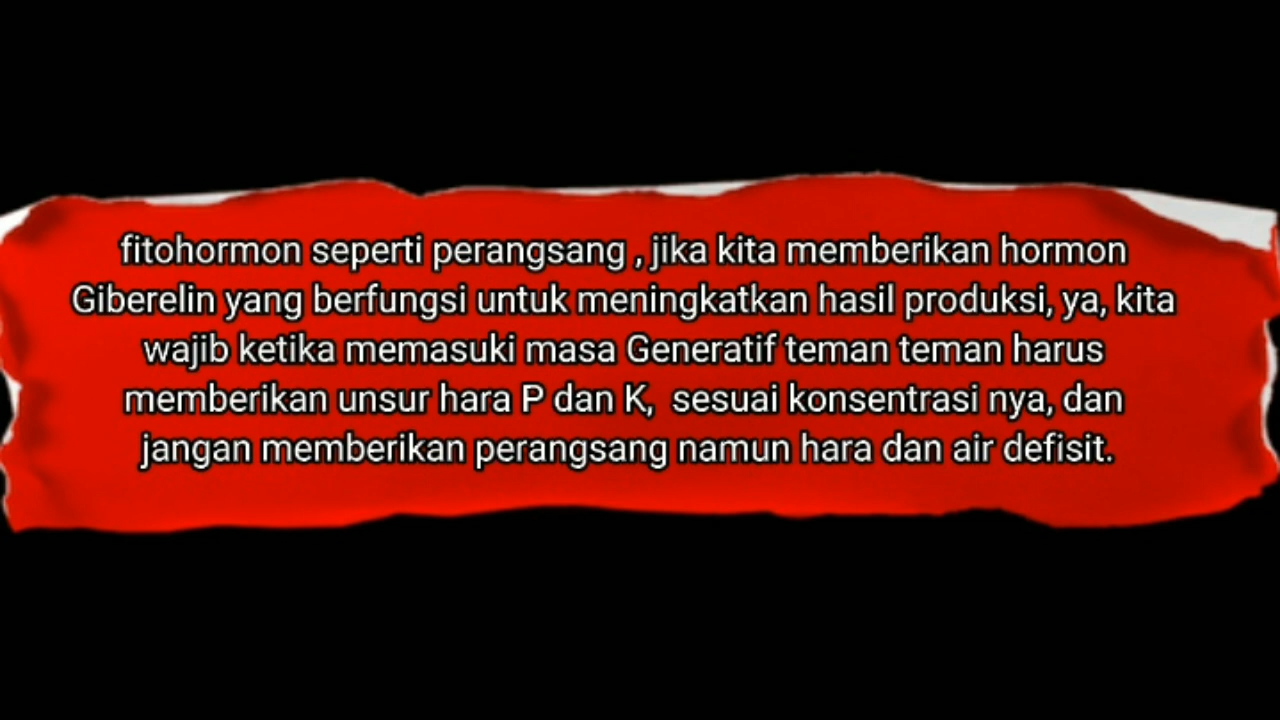 fitohormon seperti perangsang , jika kita memberikan hormon
Giberelin yang berfungsi untuk meningkatkan hasil produksi, ya, kita
wajib ketika memasuki masa Generatif teman teman harus
memberikan unsur hara P dan K,  sesuai konsentrasi nya, dan
jangan memberikan perangsang namun hara dan air defisit.